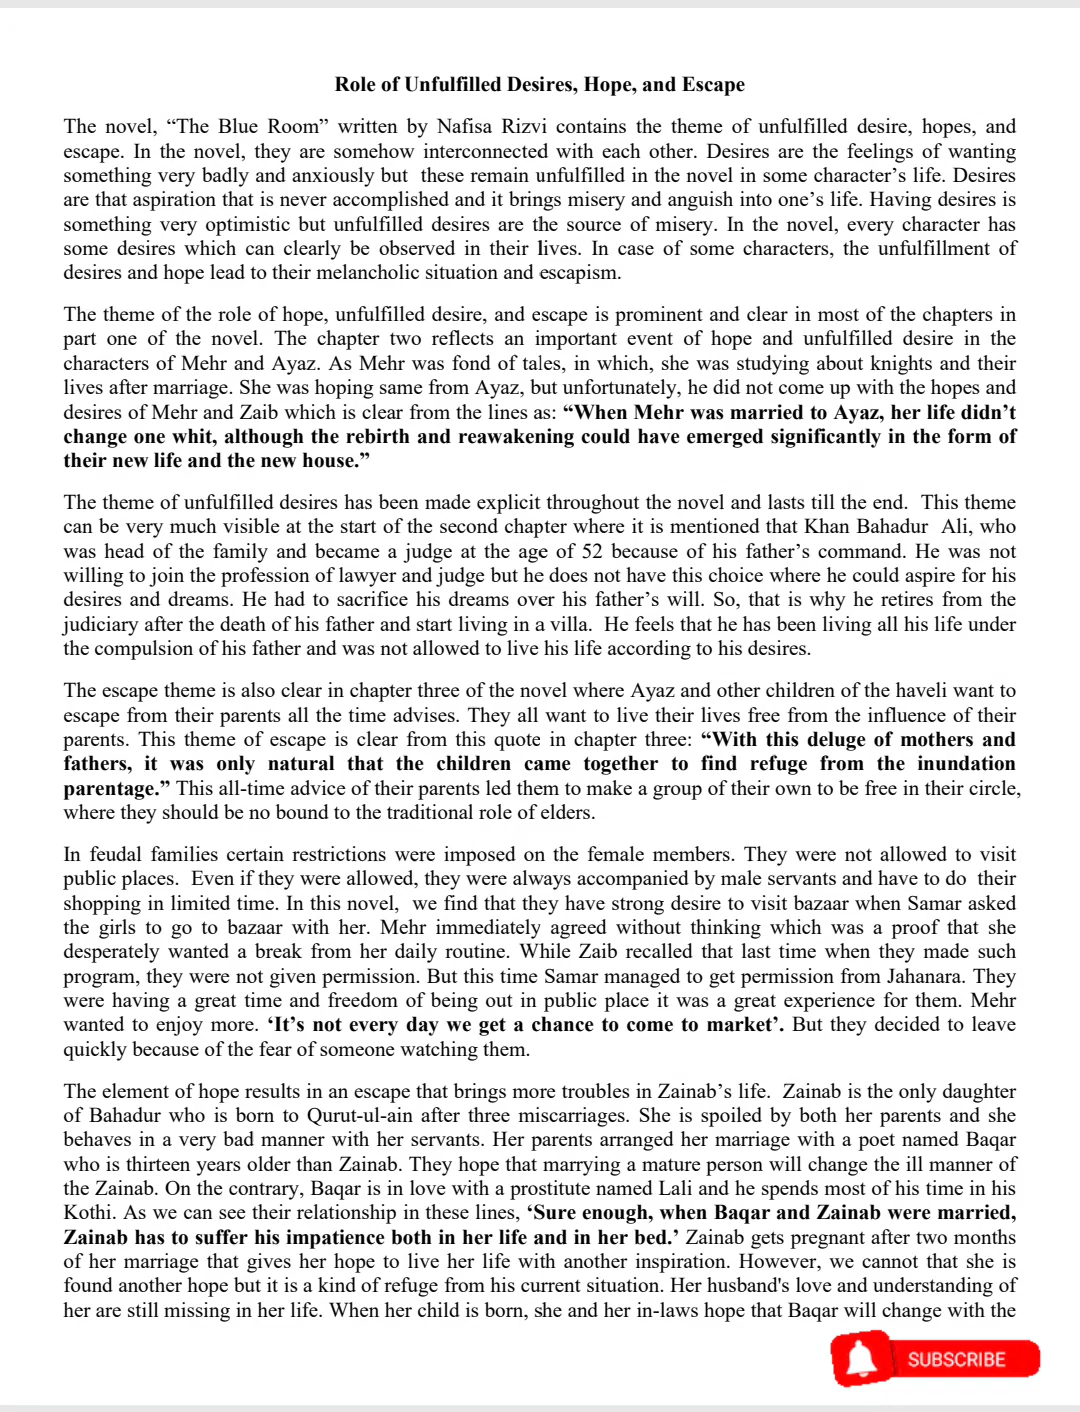 Role of Unfulfilled Desires, Hope, and Escape
The novel, “The Blue Room” written by Nafisa Rizvi contains the theme of unfulfilled desire, hopes, and
escape. In the novel, they are somehow interconnected with each other. Desires are the feelings of wanting
something very badly and anxiously but these remain unfulfilled in the novel in some character’s life. Desires
are that aspiration that is never accomplished and it brings misery and anguish into one’s life. Having desires is
something very optimistic but unfulfilled desires are the source of misery. In the novel, every character has
some desires which can clearly be observed in their lives. In case of some characters, the unfulfillment of
desires and hope lead to their melancholic situation and escapism.
The theme of the role of hope, unfulfilled desire, and escape is prominent and clear in most of the chapters in
part one of the novel. The chapter two reflects an important event of hope and unfulfilled desire in the
characters of Mehr and Ayaz. As Mehr was fond of tales, in which, she was studying about knights and their
lives after marriage. She was hoping same from Ayaz, but unfortunately, he did not come up with the hopes and
desires of Mehr and Zaib which is clear from the lines as: “When Mehr was married to Ayaz, her life didn’t
change one whit, although the rebirth and reawakening could have emerged significantly in the form of
their new life and the new house.”
The theme of unfulfilled desires has been made explicit throughout the novel and lasts till the end. This theme
can be very much visible at the start of the second chapter where it is mentioned that Khan Bahadur Ali, who
was head of the family and became a judge at the age of 52 because of his father’s command. He was not
willing to join the profession of lawyer and judge but he does not have this choice where he could aspire for his
desires and dreams. He had to sacrifice his dreams over his father’s will. So, that is why he retires from the
judiciary after the death of his father and start living in a villa. He feels that he has been living all his life under
the compulsion of his father and was not allowed to live his life according to his desires.
The escape theme is also clear in chapter three of the novel where Ayaz and other children of the haveli want to
escape from their parents all the time advises. They all want to live their lives free from the influence of their
parents. This theme of escape is clear from this quote in chapter three: “With this deluge of mothers and
fathers, it was only natural that the children came together to find refuge from the inundation
parentage.” This all-time advice of their parents led them to make a group of their own to be free in their circle,
where they should be no bound to the traditional role of elders.
In feudal families certain restrictions were imposed on the female members. They were not allowed to visit
public places. Even if they were allowed, they were always accompanied by male servants and have to do their
shopping in limited time. In this novel, we find that they have strong desire to visit bazaar when Samar asked
the girls to go to bazaar with her. Mehr immediately agreed without thinking which was a proof that she
desperately wanted a break from her daily routine. While Zaib recalled that last time when they made such
program, they were not given permission. But this time Samar managed to get permission from Jahanara. They
were having a great time and freedom of being out in public place it was a great experience for them. Mehr
wanted to enjoy more. ‘It’s not every day we get a chance to come to market’. But they decided to leave
quickly because of the fear of someone watching them.
The element of hope results in an escape that brings more troubles in Zainab’s life. Zainab is the only daughter
of Bahadur who is born to Qurut-ul-ain after three miscarriages. She is spoiled by both her parents and she
behaves in a very bad manner with her servants. Her parents arranged her marriage with a poet named Baqar
who is thirteen years older than Zainab. They hope that marrying a mature person will change the ill manner of
the Zainab. On the contrary, Baqar is in love with a prostitute named Lali and he spends most of his time in his
Kothi. As we can see their relationship in these lines, ‘Sure enough, when Baqar and Zainab were married,
Zainab has to suffer his impatience both in her life and in her bed.’ Zainab gets pregnant after two months
of her marriage that gives her hope to live her life with another inspiration. However, we cannot that she is
found another hope but it is a kind of refuge from his current situation. Her husband's love and understanding of
her are still missing in her life. When her child is born, she and her in-laws hope that Baqar will change with the
SUBSCRIBE